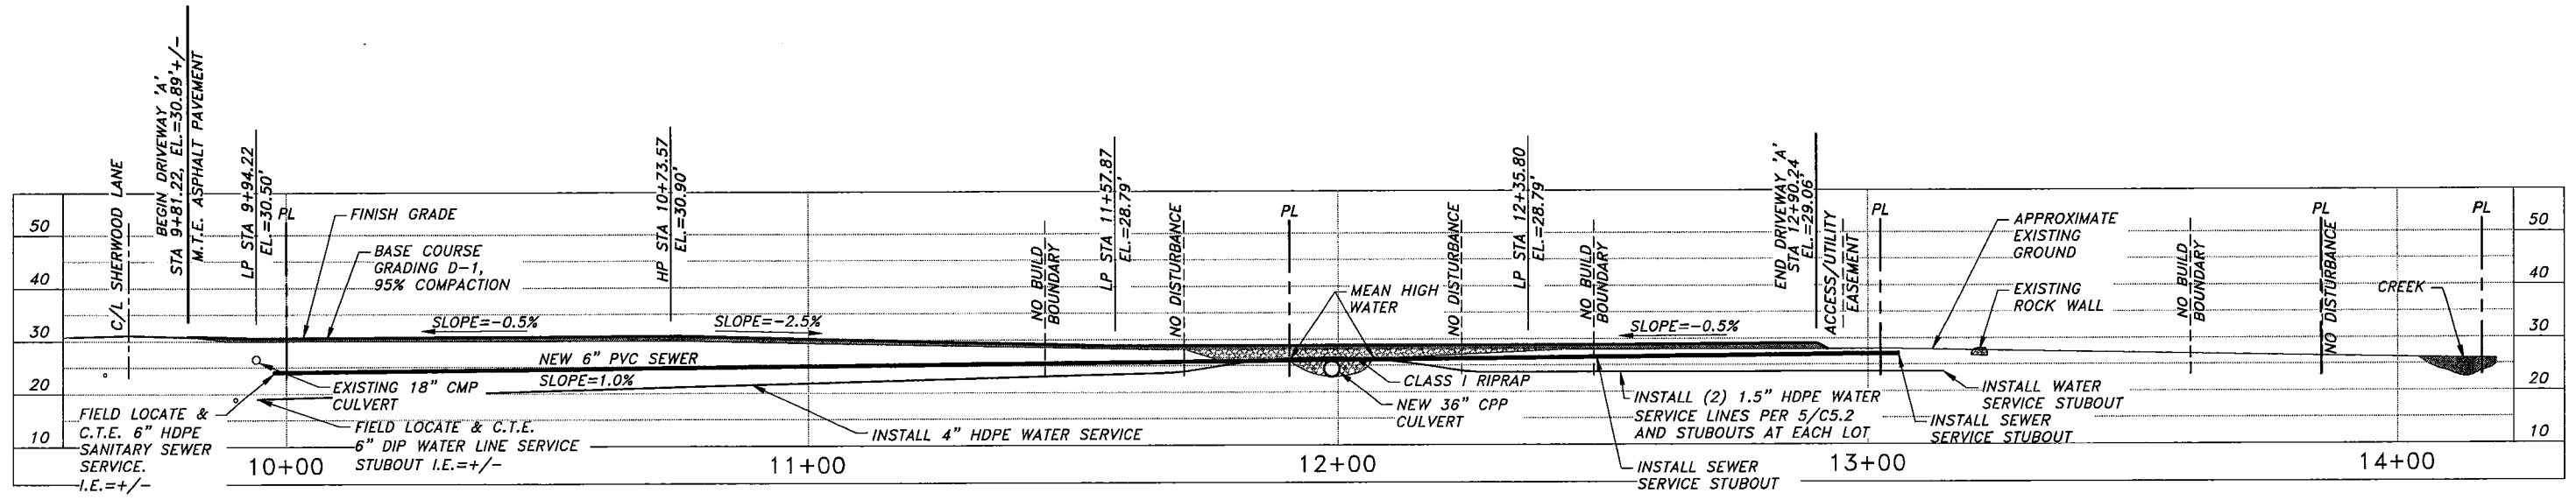 C/L SHERWOOD LANE
BEGIN DRIVEWAY 'A'
STA 9+81.22, EL.=30.89'+/-
M.T.E. ASPHALT PAVEMENT
LP STA 9+94.22
EL.=30.50'
PL
HP STA 10+73.57
EL.=30.90'
NO BUILD
BOUNDARY
LP STA 11+57.87
EL.=28.79'
NO DISTURBANCE
PL
NO DISTURBANCE
LP STA 12+35.80
EL.=28.79'
NO BUILD
BOUNDARY
END DRIVEWAY 'A'
STA 12+90.24
EL.=29.06'
ACCESS/UTILITY
EASEMENT
PL
NO BUILD
BOUNDARY
PL
NO DISTURBANCE
PL
50
40
30
20
10
FINISH GRADE
BASE COURSE
GRADING D-1,
95% COMPACTION
SLOPE=-0.5%
SLOPE=-2.5%
NEW 6" PVC SEWER
SLOPE=1.0%
EXISTING 18" CMP
CULVERT
FIELD LOCATE &
C.T.E. 6" HDPE
SANITARY SEWER
SERVICE.
I.E.=+/-
FIELD LOCATE & C.T.E.
6" DIP WATER LINE SERVICE
STUBOUT I.E.=+/-
INSTALL 4" HDPE WATER SERVICE
MEAN HIGH
WATER
CLASS I RIPRAP
NEW 36" CPP
CULVERT
SLOPE=-0.5%
INSTALL (2) 1.5" HDPE WATER
SERVICE LINES PER 5/C5.2
AND STUBOUTS AT EACH LOT
INSTALL SEWER
SERVICE STUBOUT
INSTALL WATER
SERVICE STUBOUT
INSTALL SEWER
SERVICE STUBOUT
APPROXIMATE
EXISTING
GROUND
EXISTING
ROCK WALL
CREEK
50
40
30
20
10
10+00
11+00
12+00
13+00
14+00